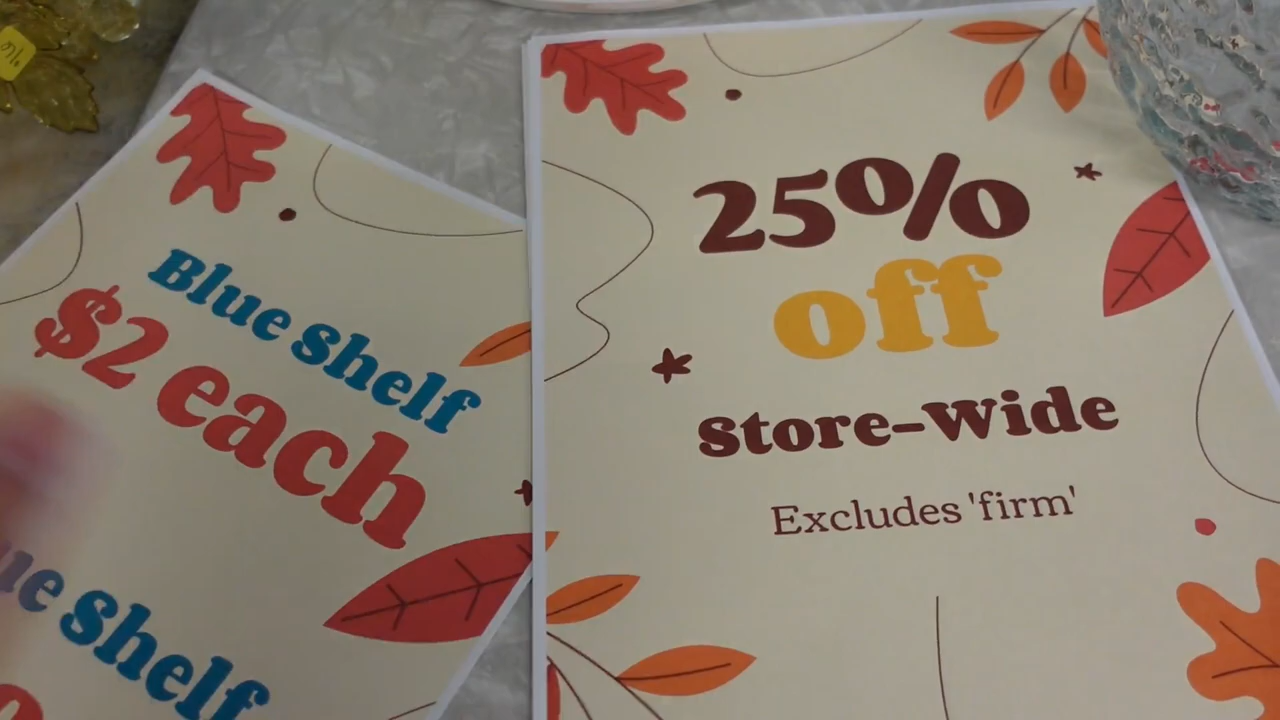 Blue shelf
$2 each
shelf
25%
off
Store-Wide
Excludes 'firm'